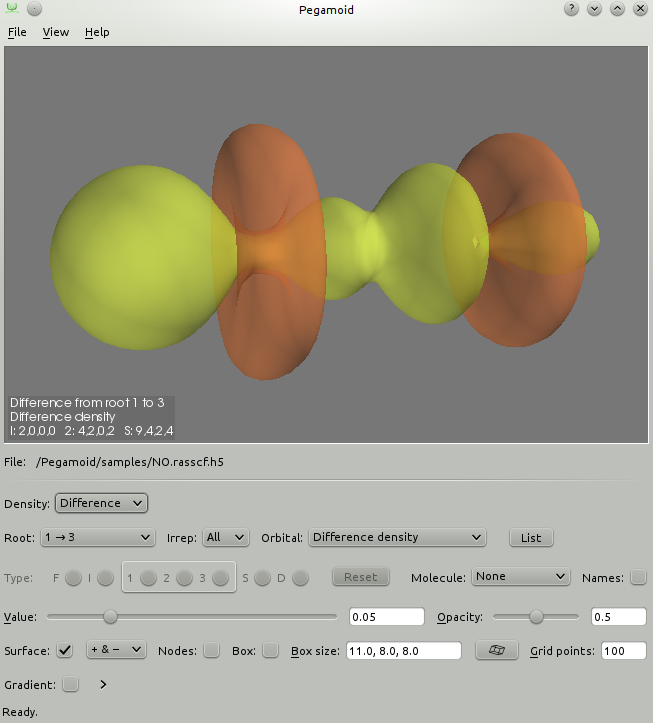 Pegamoid
?
File View Help
Difference from root 1 to 3
Difference density
I: 2,0,0,0 2: 4,2,0,2 S: 9,4,2,4
File: /Pegamoid/samples/NO.rasscf.h5
Density: Difference
Root: 1 → 3 Irrep: All Orbital: Difference density List
Type: F I 1 2 3 S D Reset Molecule: None Names:
Value: 0.05 Opacity: 0.5
Surface: + & − Nodes: Box: Box size: 11.0, 8.0, 8.0 Grid points: 100
Gradient:
Ready.